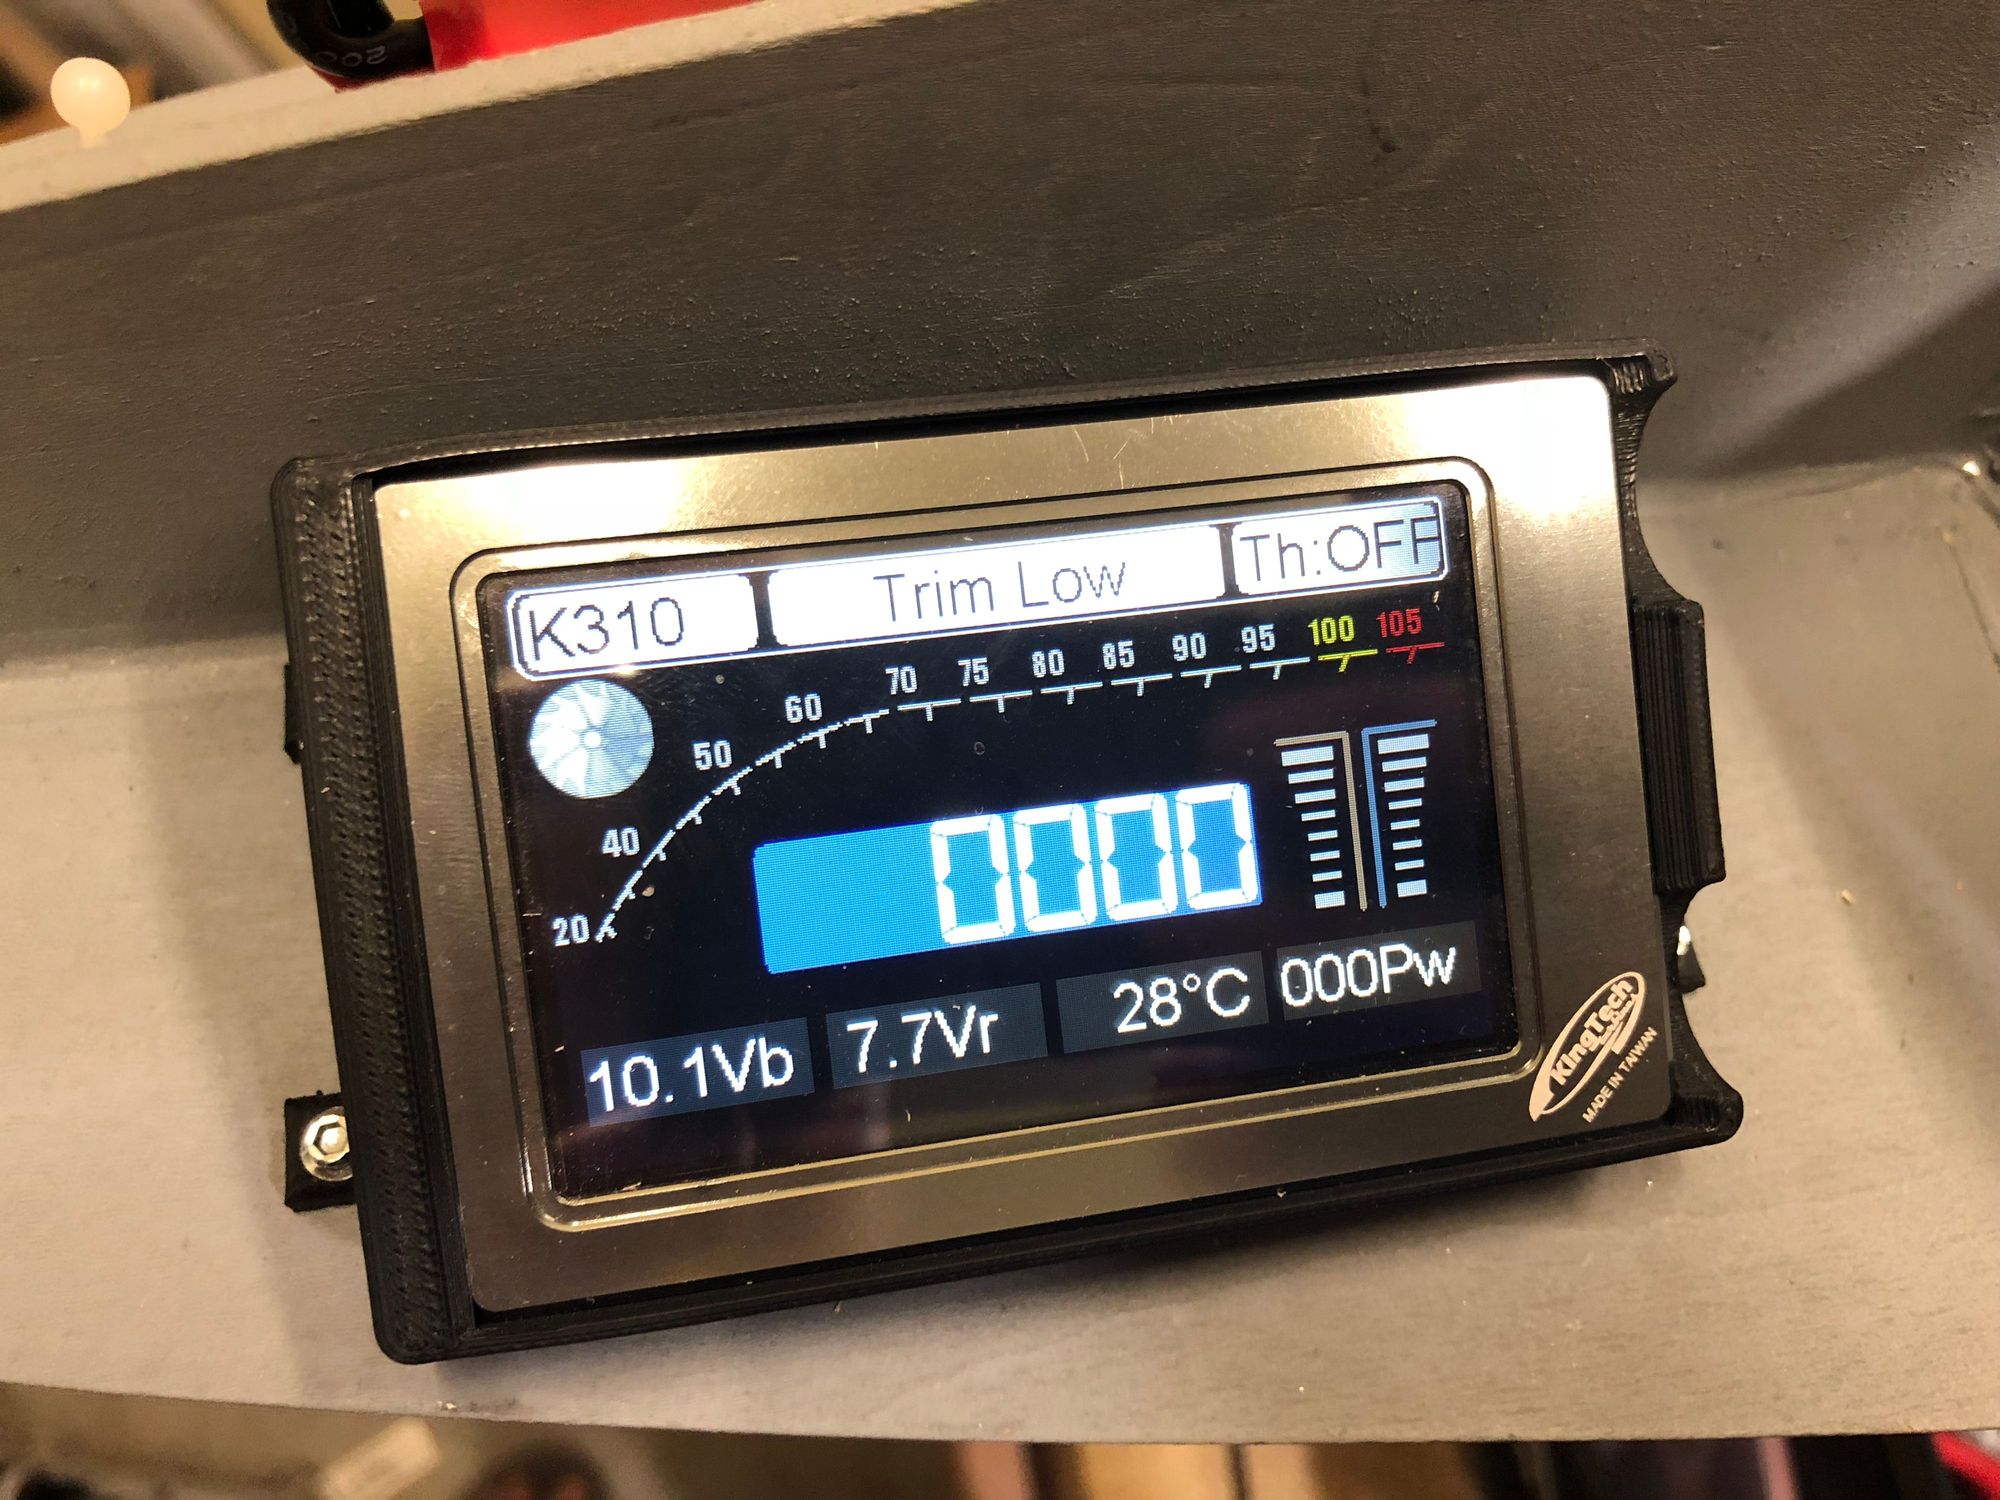 K310 Trim Low Th:OFF
70 75 80 85 90 95 100 105
60
50
40
20
0000
10.1Vb 7.7Vr 28°C 000Pw
KingTech
MADE IN TAIWAN